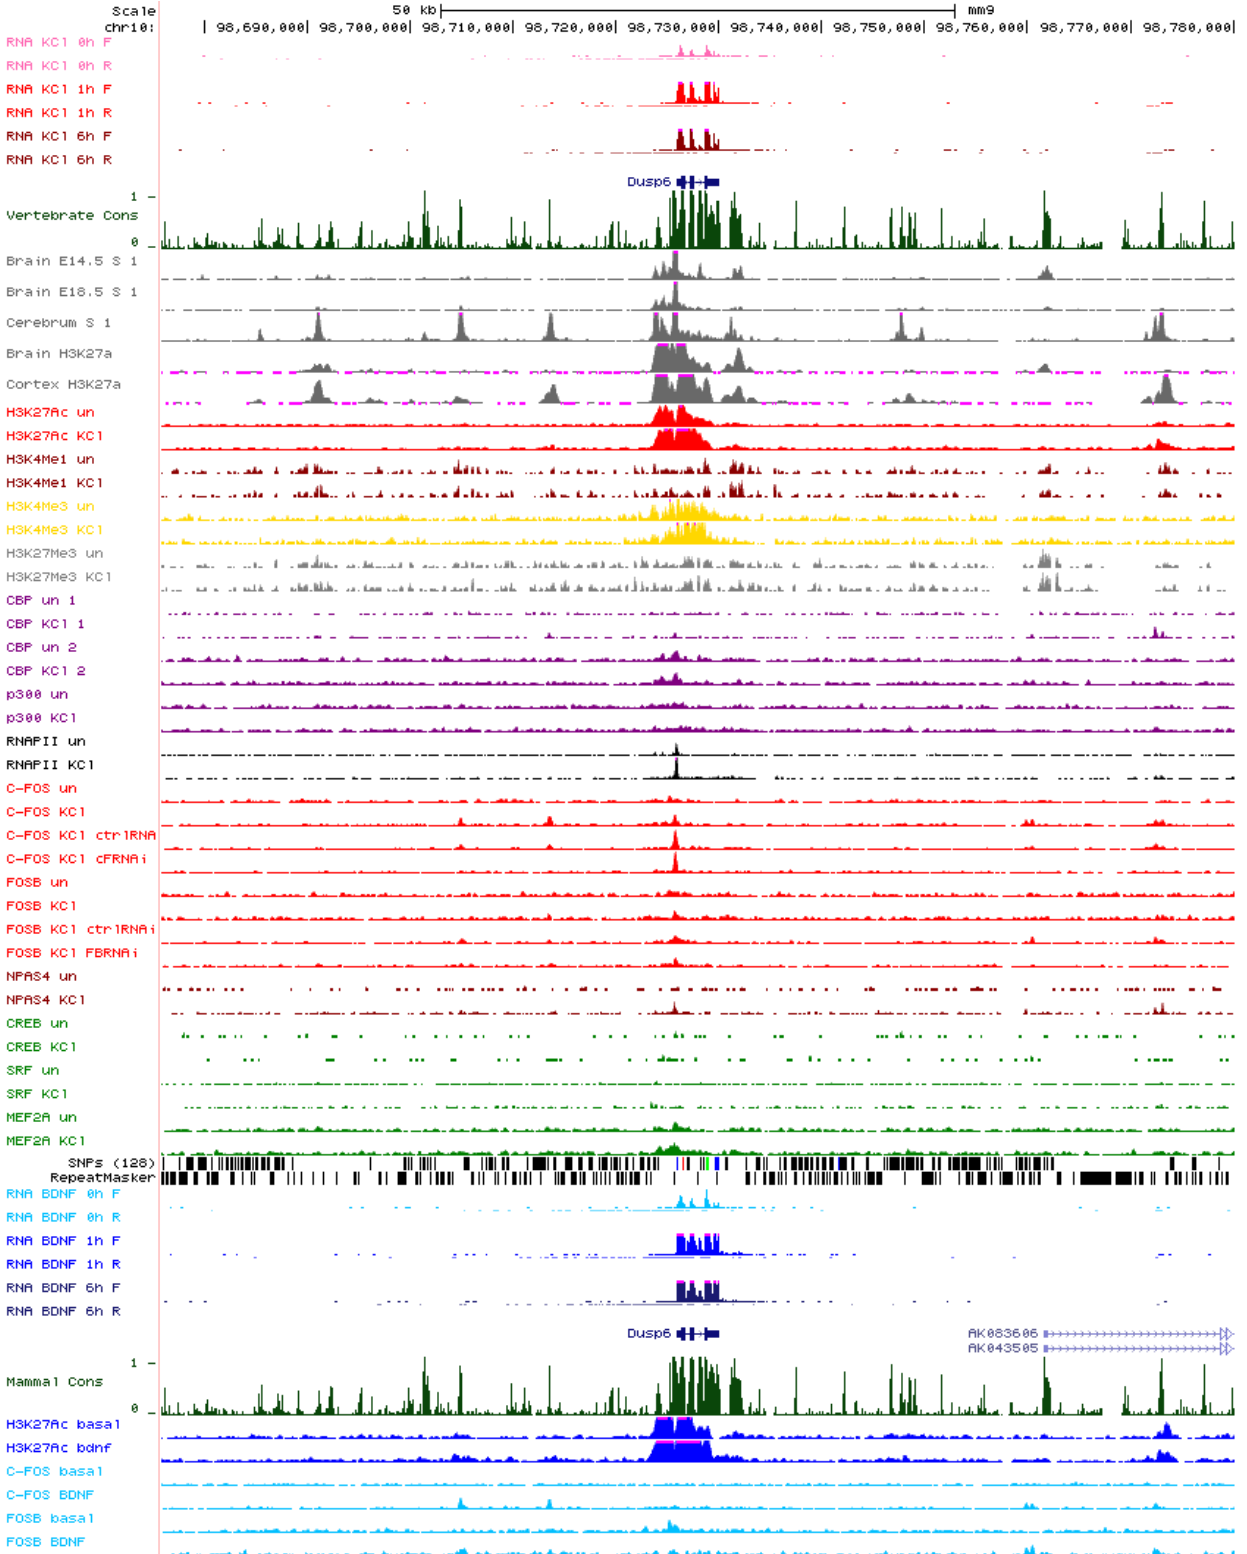 Scale 50 kb mm9
chr10: 98,690,000 98,700,000 98,710,000 98,720,000 98,730,000 98,740,000 98,750,000 98,760,000 98,770,000 98,780,000
RNA KCl 0h F
RNA KCl 0h R
RNA KCl 1h F
RNA KCl 1h R
RNA KCl 6h F
RNA KCl 6h R
Dusp6
1
Vertebrate Cons
0
Brain E14.5 S 1
Brain E18.5 S 1
Cerebrum S 1
Brain H3K27a
Cortex H3K27a
H3K27Ac un
H3K27Ac KCl
H3K4Me1 un
H3K4Me1 KCl
H3K4Me3 un
H3K4Me3 KCl
H3K27Me3 un
H3K27Me3 KCl
CBP un 1
CBP KCl 1
CBP un 2
CBP KCl 2
p300 un
p300 KCl
RNAPII un
RNAPII KCl
C-FOS un
C-FOS KCl
C-FOS KCl ctrlRNA
C-FOS KCl cFRNAi
FOSB un
FOSB KCl
FOSB KCl ctrlRNAi
FOSB KCl FBRNAi
NPAS4 un
NPAS4 KCl
CREB un
CREB KCl
SRF un
SRF KCl
MEF2A un
MEF2A KCl
SNPs (128)
RepeatMasker
RNA BDNF 0h F
RNA BDNF 0h R
RNA BDNF 1h F
RNA BDNF 1h R
RNA BDNF 6h F
RNA BDNF 6h R
Dusp6 AK083606
AK043505
1
Mammal Cons
0
H3K27Ac basal
H3K27Ac bdnf
C-FOS basal
C-FOS BDNF
FOSB basal
FOSB BDNF